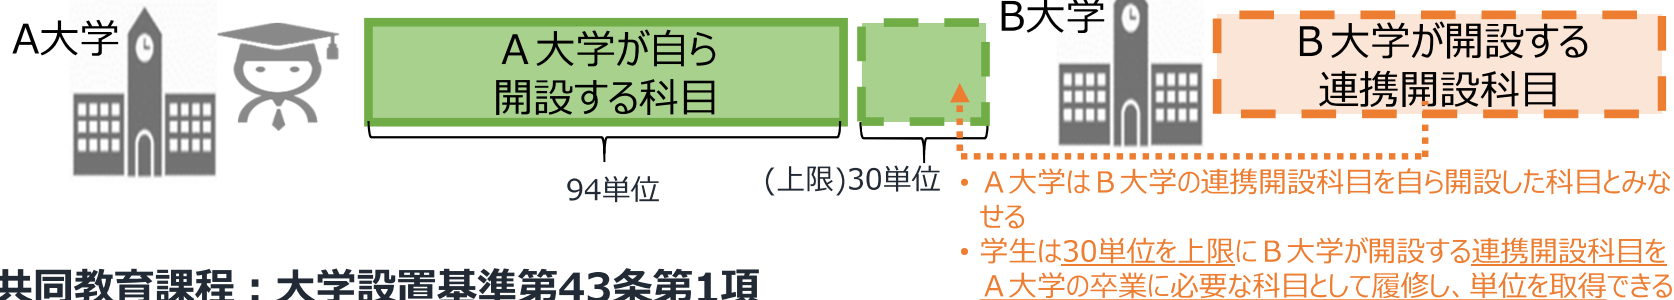 A大学
A大学が自ら
開設する科目
94単位
(上限)30単位
B大学
B大学が開設する
連携開設科目
• A大学はB大学の連携開設科目を自ら開設した科目とみな
せる
• 学生は30単位を上限にB大学が開設する連携開設科目を
A大学の卒業に必要な科目として履修し、単位を取得できる
共同教育課程：大学設置基準第43条第1項